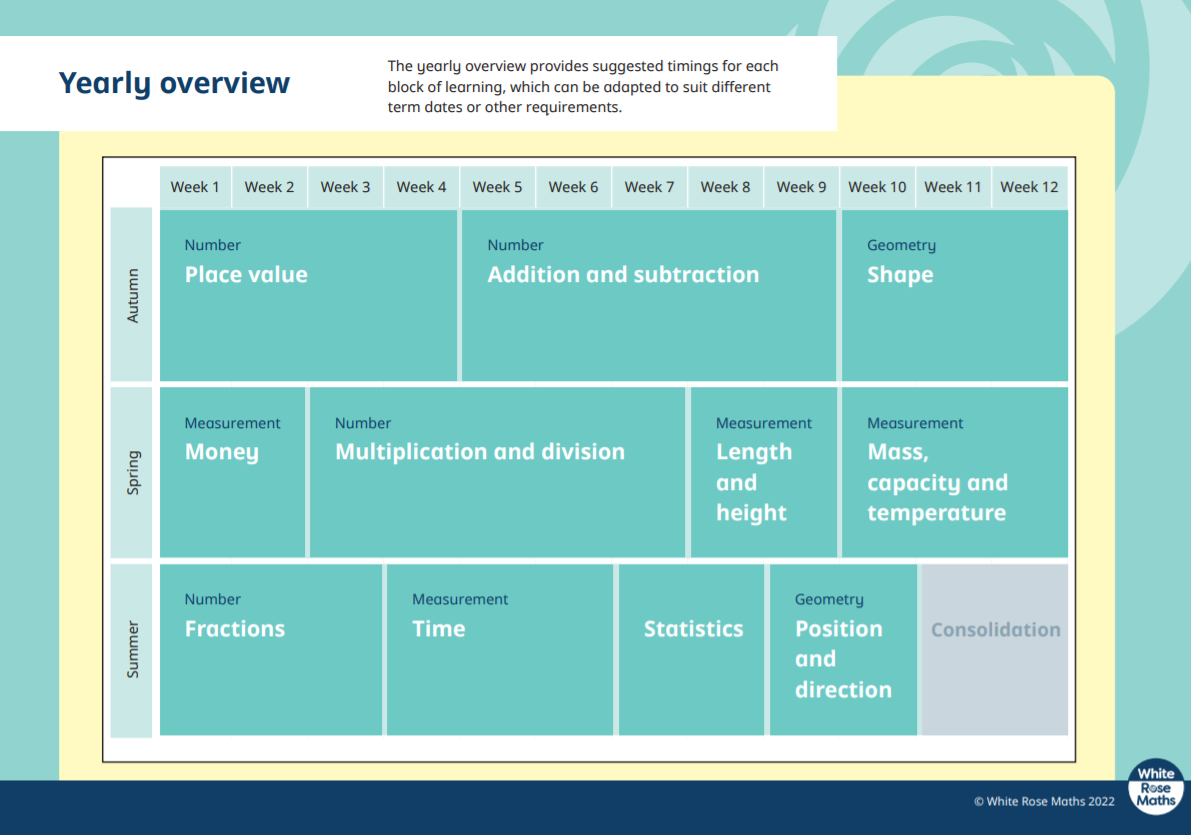 Yearly overview
The yearly overview provides suggested timings for each
block of learning, which can be adapted to suit different
term dates or other requirements.
Week 1 Week 2 Week 3 Week 4 Week 5 Week 6 Week 7 Week 8 Week 9 Week 10 Week 11 Week 12
Autumn
Number
Place value
Number
Addition and subtraction
Geometry
Shape
Spring
Measurement
Money
Number
Multiplication and division
Measurement
Length
and
height
Measurement
Mass,
capacity and
temperature
Summer
Number
Fractions
Measurement
Time
Statistics
Geometry
Position
and
direction
Consolidation
© White Rose Maths 2022
White
Rose
Maths